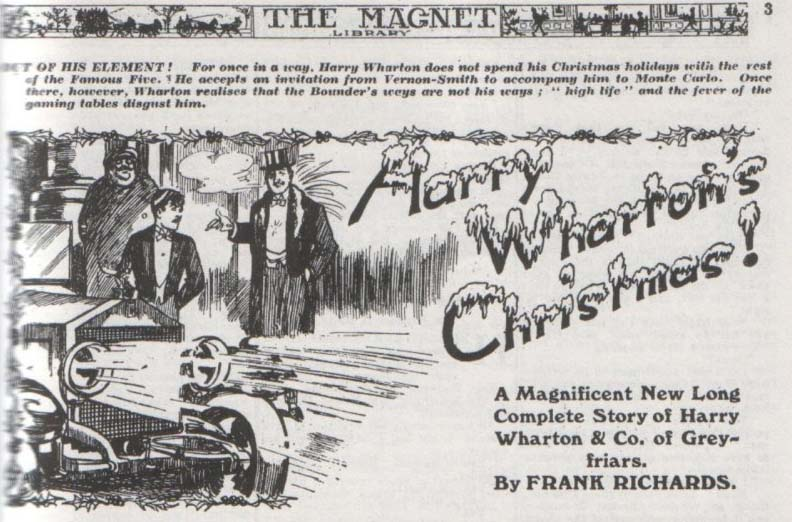 THE MAGNET
LIBRARY
3
OF HIS ELEMENT! For once in a way, Harry Wharton does not spend his Christmas holidays with the rest
of the Famous Five. He accepts an invitation from Vernon-Smith to accompany him to Monte Carlo. Once
there, however, Wharton realises that the Bounder's ways are not his ways; "high life" and the fever of the
gaming tables disgust him.
Harry
Wharton's
Christmas!
A Magnificent New Long
Complete Story of Harry
Wharton & Co. of Grey-
friars.
By FRANK RICHARDS.